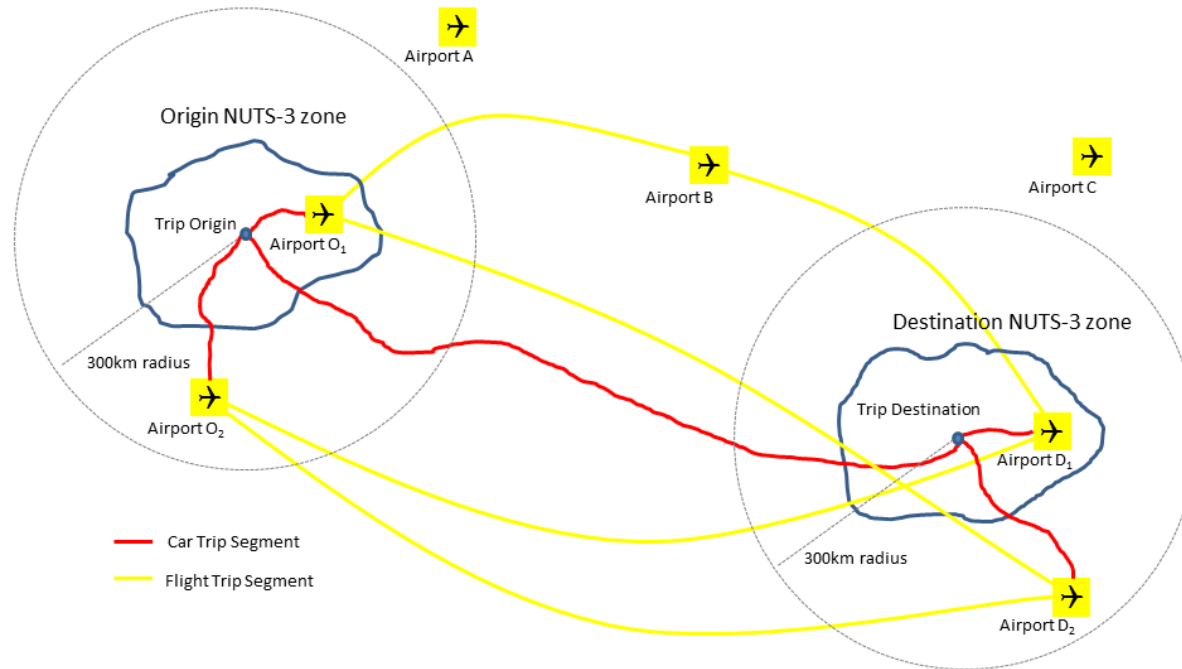 Airport A
Origin NUTS-3 zone
Airport B
Airport C
Trip Origin
Airport O₁
300km radius
Destination NUTS-3 zone
Airport O₂
Trip Destination
Airport D₁
Car Trip Segment
300km radius
Flight Trip Segment
Airport D₂